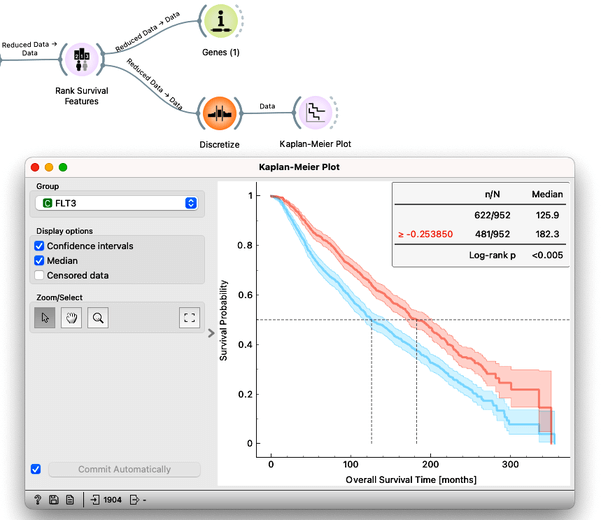 Reduced Data → Data
Reduced Data → Data
Genes (1)
Rank Survival Features
Reduced Data → Data
Discretize
Data
Kaplan-Meier Plot
Kaplan-Meier Plot
Group
C FLT3
Display options
Confidence intervals
Median
Censored data
Zoom/Select
Commit Automatically
n/N Median
622/952 125.9
≥ -0.253850 481/952 182.3
Log-rank p <0.005
Survival Probability
1
0.8
0.6
0.4
0.2
0
0 100 200 300
Overall Survival Time [months]
? 1904 -